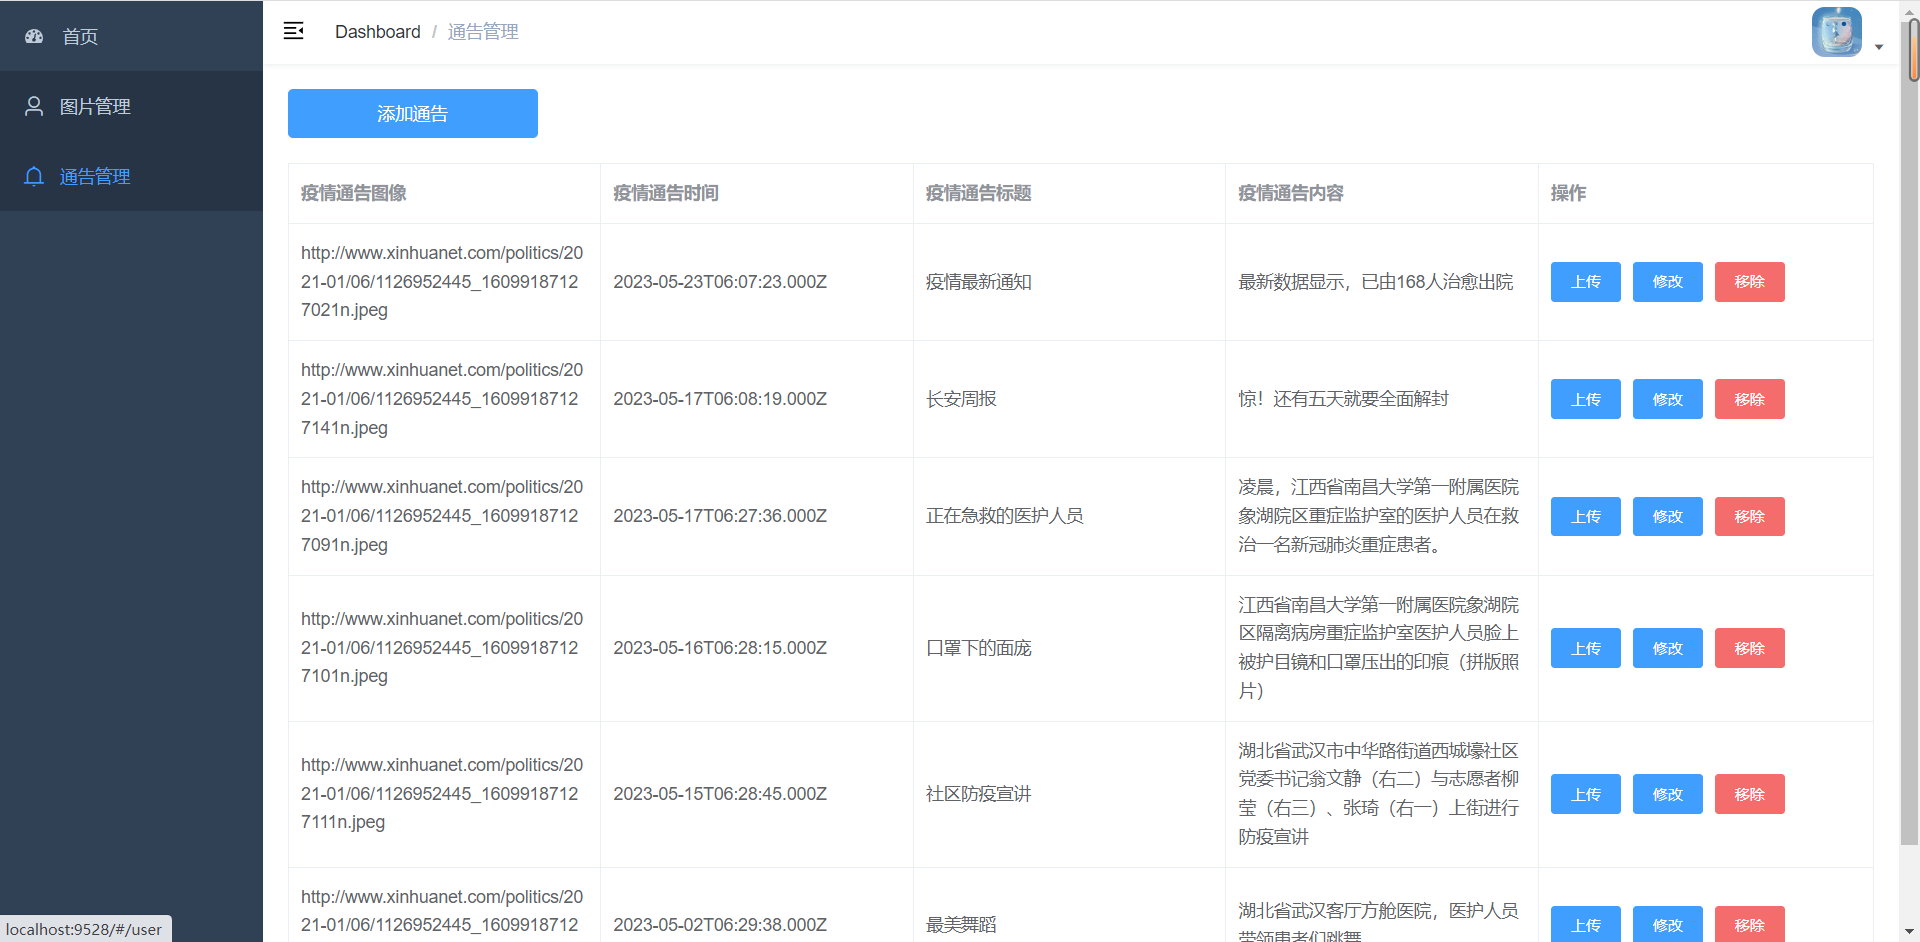 首页
图片管理
通告管理
Dashboard / 通告管理
添加通告
疫情通告图像 疫情通告时间 疫情通告标题 疫情通告内容 操作
http://www.xinhuanet.com/politics/20
21-01/06/1126952445_1609918712
7021n.jpeg
2023-05-23T06:07:23.000Z
疫情最新通知
最新数据显示，已由168人治愈出院
上传 修改 移除
http://www.xinhuanet.com/politics/20
21-01/06/1126952445_1609918712
7141n.jpeg
2023-05-17T06:08:19.000Z
长安周报
惊！还有五天就要全面解封
上传 修改 移除
http://www.xinhuanet.com/politics/20
21-01/06/1126952445_1609918712
7091n.jpeg
2023-05-17T06:27:36.000Z
正在急救的医护人员
凌晨，江西省南昌大学第一附属医院
象湖院区重症监护室的医护人员在救
治一名新冠肺炎重症患者。
上传 修改 移除
http://www.xinhuanet.com/politics/20
21-01/06/1126952445_1609918712
7101n.jpeg
2023-05-16T06:28:15.000Z
口罩下的面庞
江西省南昌大学第一附属医院象湖院
区隔离病房重症监护室医护人员脸上
被护目镜和口罩压出的印痕（拼版照
片）
上传 修改 移除
http://www.xinhuanet.com/politics/20
21-01/06/1126952445_1609918712
7111n.jpeg
2023-05-15T06:28:45.000Z
社区防疫宣讲
湖北省武汉市中华路街道西城壕社区
党委书记翁文静（右二）与志愿者柳
莹（右三）、张琦（右一）上街进行
防疫宣讲
上传 修改 移除
http://www.xinhuanet.com/politics/20
21-01/06/1126952445_1609918712
2023-05-02T06:29:38.000Z
最美舞蹈
湖北省武汉客厅方舱医院，医护人员
带领患者们跳舞
上传 修改 移除
localhost:9528/#/user